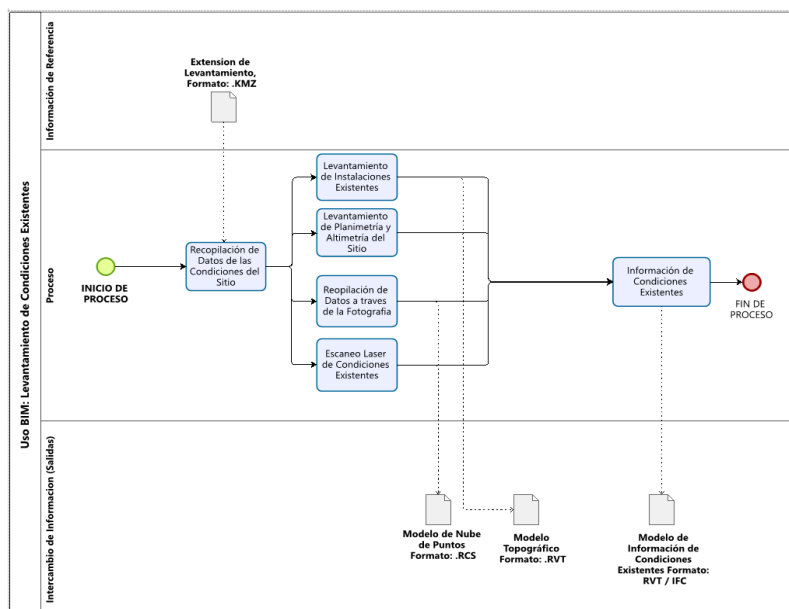 Uso BIM: Levantamiento de Condiciones Existentes
Información de Referencia
Extension de
Levantamiento,
Formato: .KMZ
Proceso
INICIO DE
PROCESO
Recopilación de
Datos de las
Condiciones del
Sitio
Levantamiento
de Instalaciones
Existentes
Levantamiento
de Planimetría y
Altimetría del
Sitio
Reopilación de
Datos a traves
de la Fotografia
Escaneo Laser
de Condiciones
Existentes
Información de
Condiciones
Existentes
FIN DE
PROCESO
Intercambio de Informacion (Salidas)
Modelo de Nube
de Puntos
Formato: .RCS
Modelo
Topográfico
Formato: .RVT
Modelo de
Información de
Condiciones
Existentes Formato:
RVT / IFC